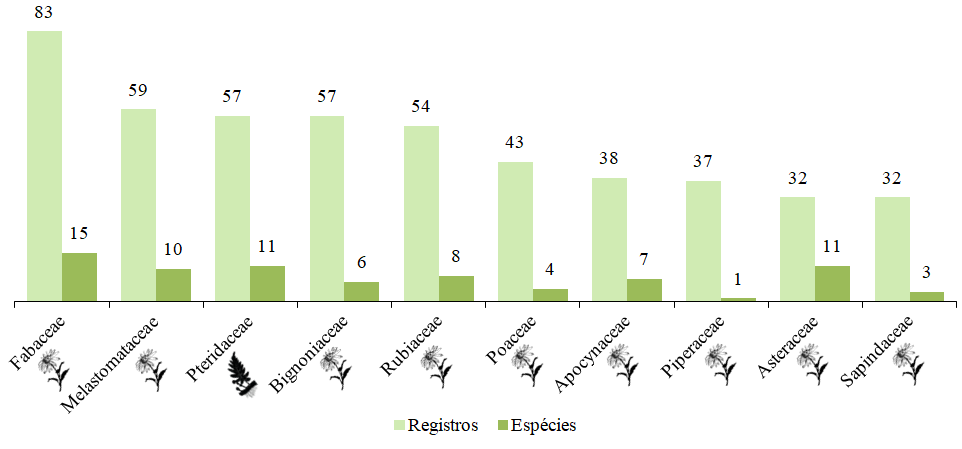 83
59
57
57
54
43
38
37
32
32
15
10
11
6
8
4
7
1
11
3
Fabaceae
Melastomataceae
Pteridaceae
Bignoniaceae
Rubiaceae
Poaceae
Apocynaceae
Piperaceae
Asteraceae
Sapindaceae
Registros
Espécies